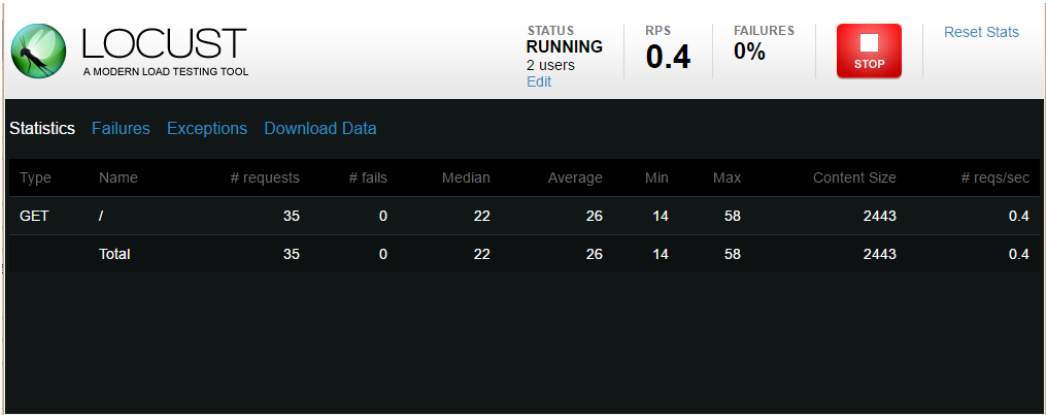 LOCUST
A MODERN LOAD TESTING TOOL
STATUS
RUNNING
2 users
Edit
RPS
0.4
FAILURES
0%
STOP
Reset Stats
Statistics Failures Exceptions Download Data
Type Name # requests # fails Median Average Min Max Content Size # reqs/sec
GET / 35 0 22 26 14 58 2443 0.4
Total 35 0 22 26 14 58 2443 0.4